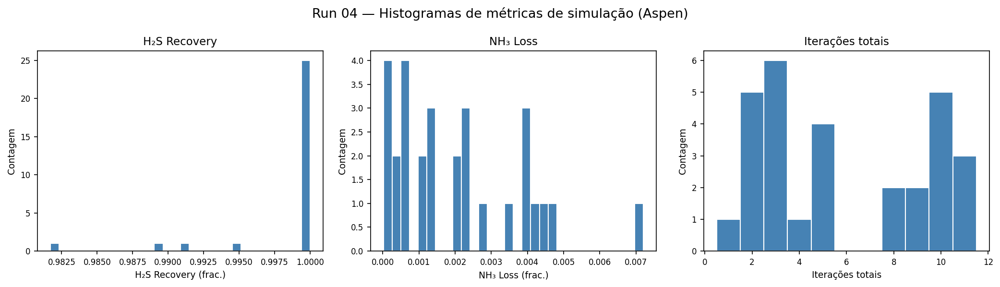 Run 04 — Histogramas de métricas de simulação (Aspen)
H₂S Recovery
25
20
15
10
5
0
Contagem
0.9825 0.9850 0.9875 0.9900 0.9925 0.9950 0.9975 1.0000
H₂S Recovery (frac.)
NH₃ Loss
4.0
3.5
3.0
2.5
2.0
1.5
1.0
0.5
0.0
Contagem
0.000 0.001 0.002 0.003 0.004 0.005 0.006 0.007
NH₃ Loss (frac.)
Iterações totais
6
5
4
3
2
1
0
Contagem
0 2 4 6 8 10 12
Iterações totais